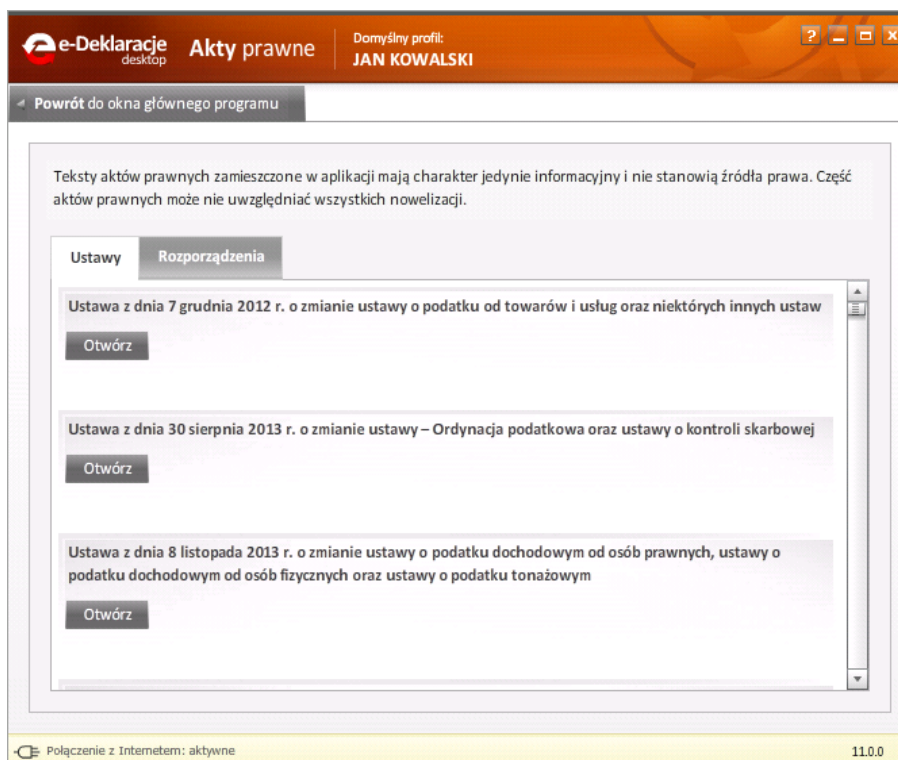 e-Deklaracje
desktop
Akty prawne
Domyślny profil:
JAN KOWALSKI
?
Powrót do okna głównego programu
Teksty aktów prawnych zamieszczone w aplikacji mają charakter jedynie informacyjny i nie stanowią źródła prawa. Część
aktów prawnych może nie uwzględniać wszystkich nowelizacji.
Ustawy
Rozporządzenia
Ustawa z dnia 7 grudnia 2012 r. o zmianie ustawy o podatku od towarów i usług oraz niektórych innych ustaw
Otwórz
Ustawa z dnia 30 sierpnia 2013 r. o zmianie ustawy – Ordynacja podatkowa oraz ustawy o kontroli skarbowej
Otwórz
Ustawa z dnia 8 listopada 2013 r. o zmianie ustawy o podatku dochodowym od osób prawnych, ustawy o
podatku dochodowym od osób fizycznych oraz ustawy o podatku tonażowym
Otwórz
Połączenie z Internetem: aktywne
11.0.0